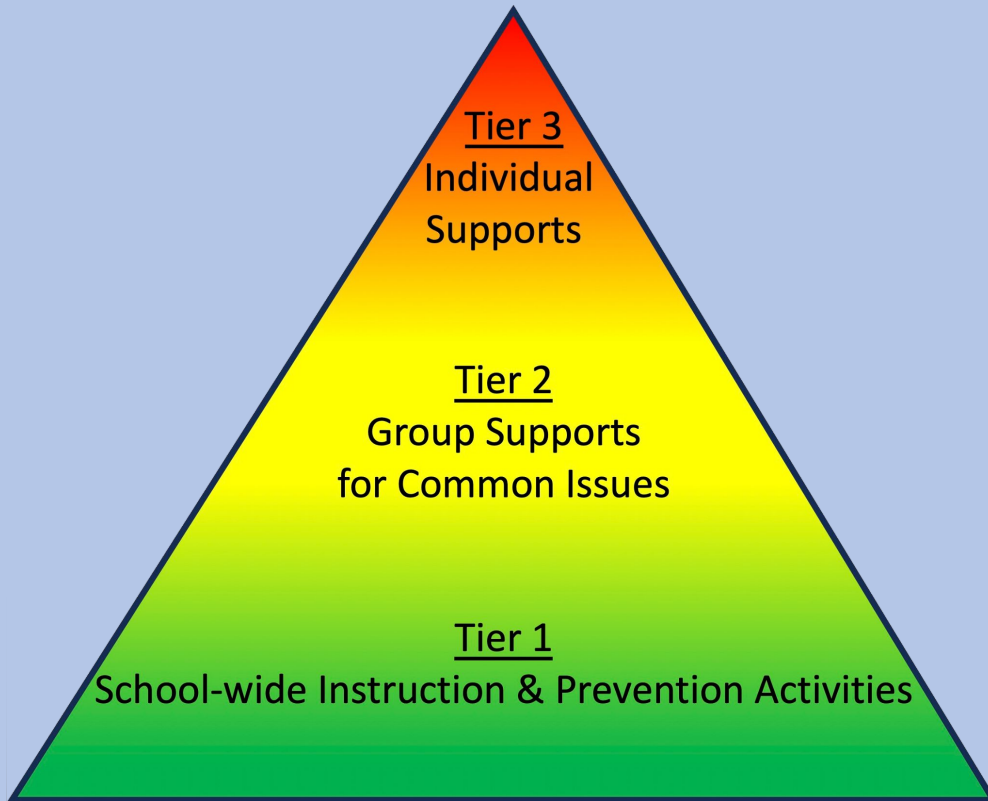 Tier 3
Individual
Supports
Tier 2
Group Supports
for Common Issues
Tier 1
School-wide Instruction & Prevention Activities